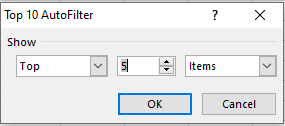 Top 10 AutoFilter
? ×
Show
Top 5 Items
OK Cancel